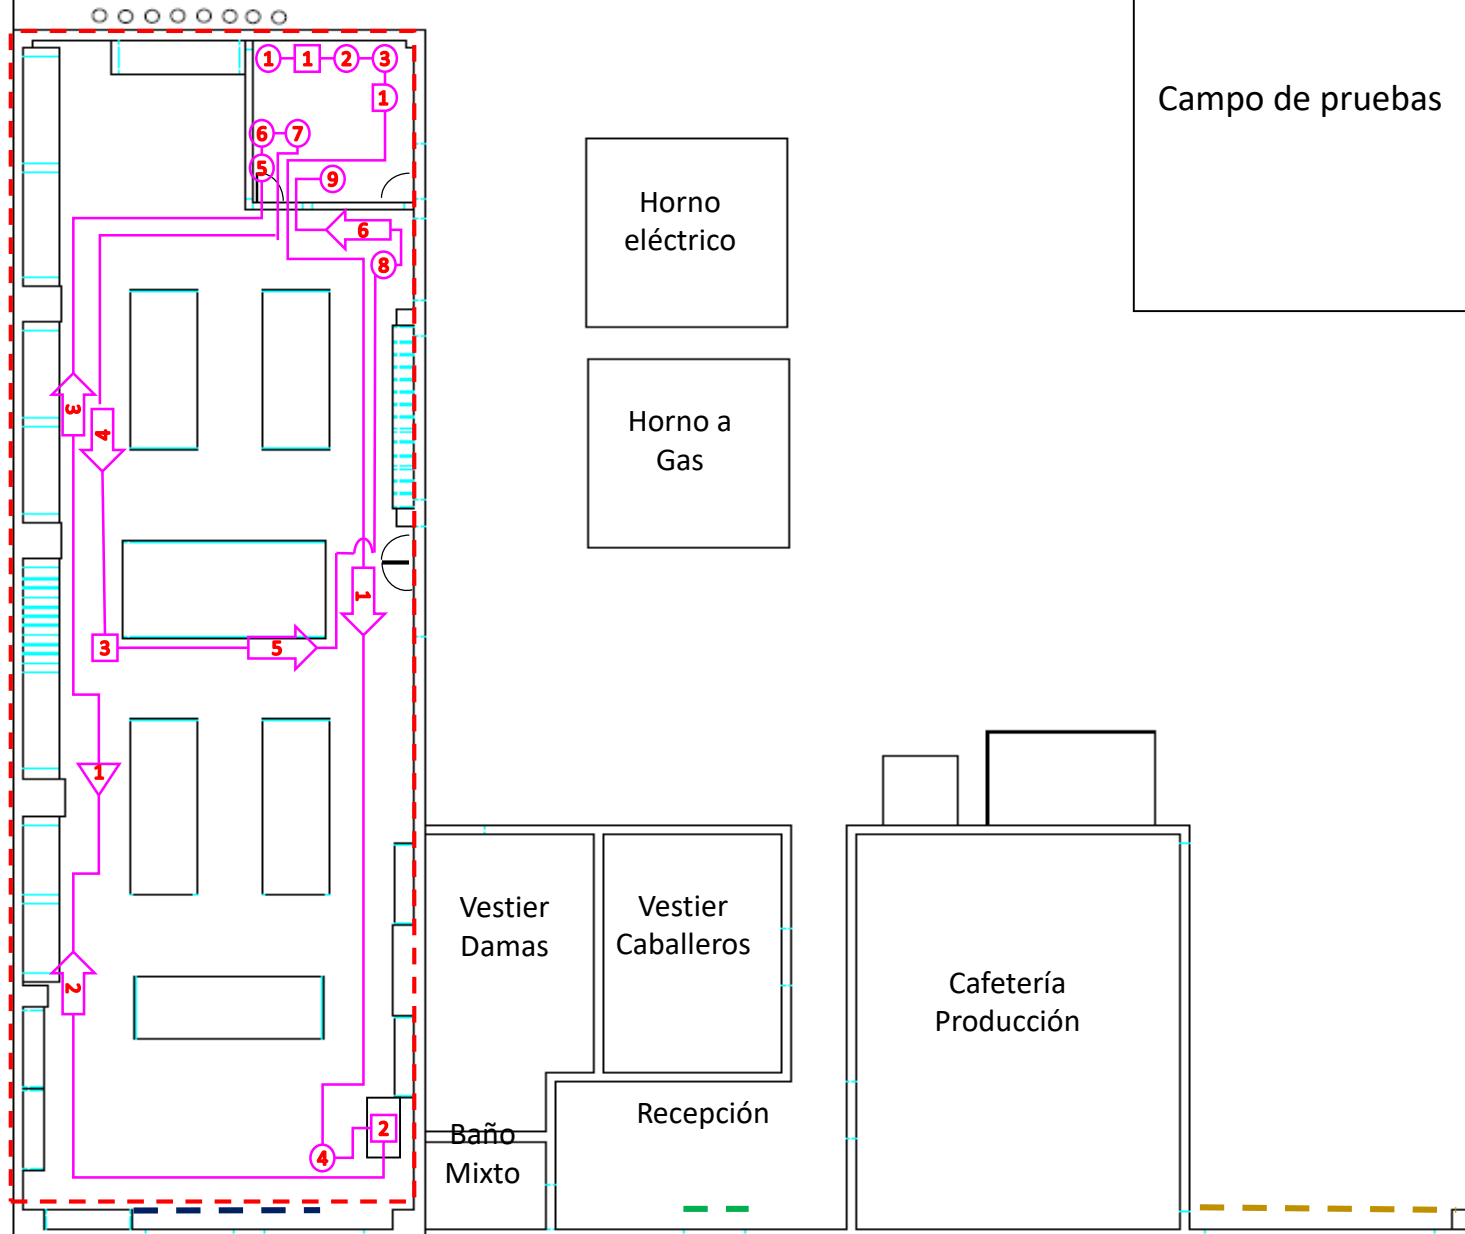 1 1 2 3
1
Campo de pruebas
6 7
5
9
Horno
eléctrico
6
8
3
4
Horno a
Gas
1
3
5
1
Vestier
Damas
Vestier
Caballeros
2
Cafetería
Producción
Recepción
2
4
Baño
Mixto